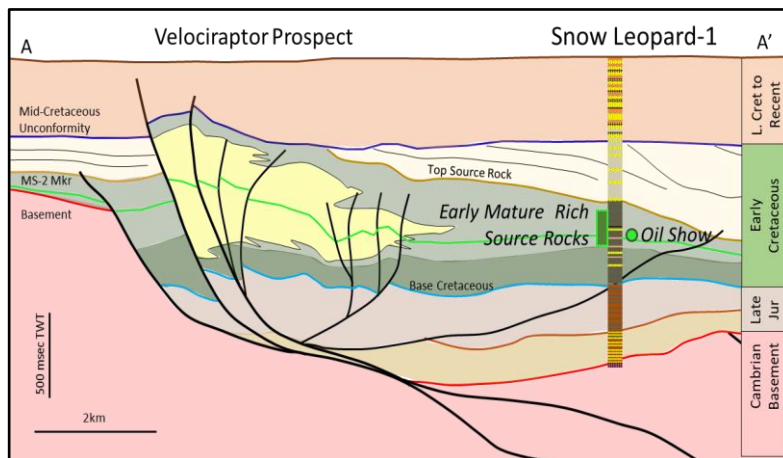 Velociraptor Prospect
Snow Leopard-1
A
A'
Mid-Cretaceous
Unconformity
L. Cret to
Recent
MS-2 Mkr
Top Source Rock
Early
Cretaceous
Basement
Early Mature Rich
Source Rocks
Oil Show
Base Cretaceous
Late
Jur
500 msec TWT
2km
Cambrian
Basement